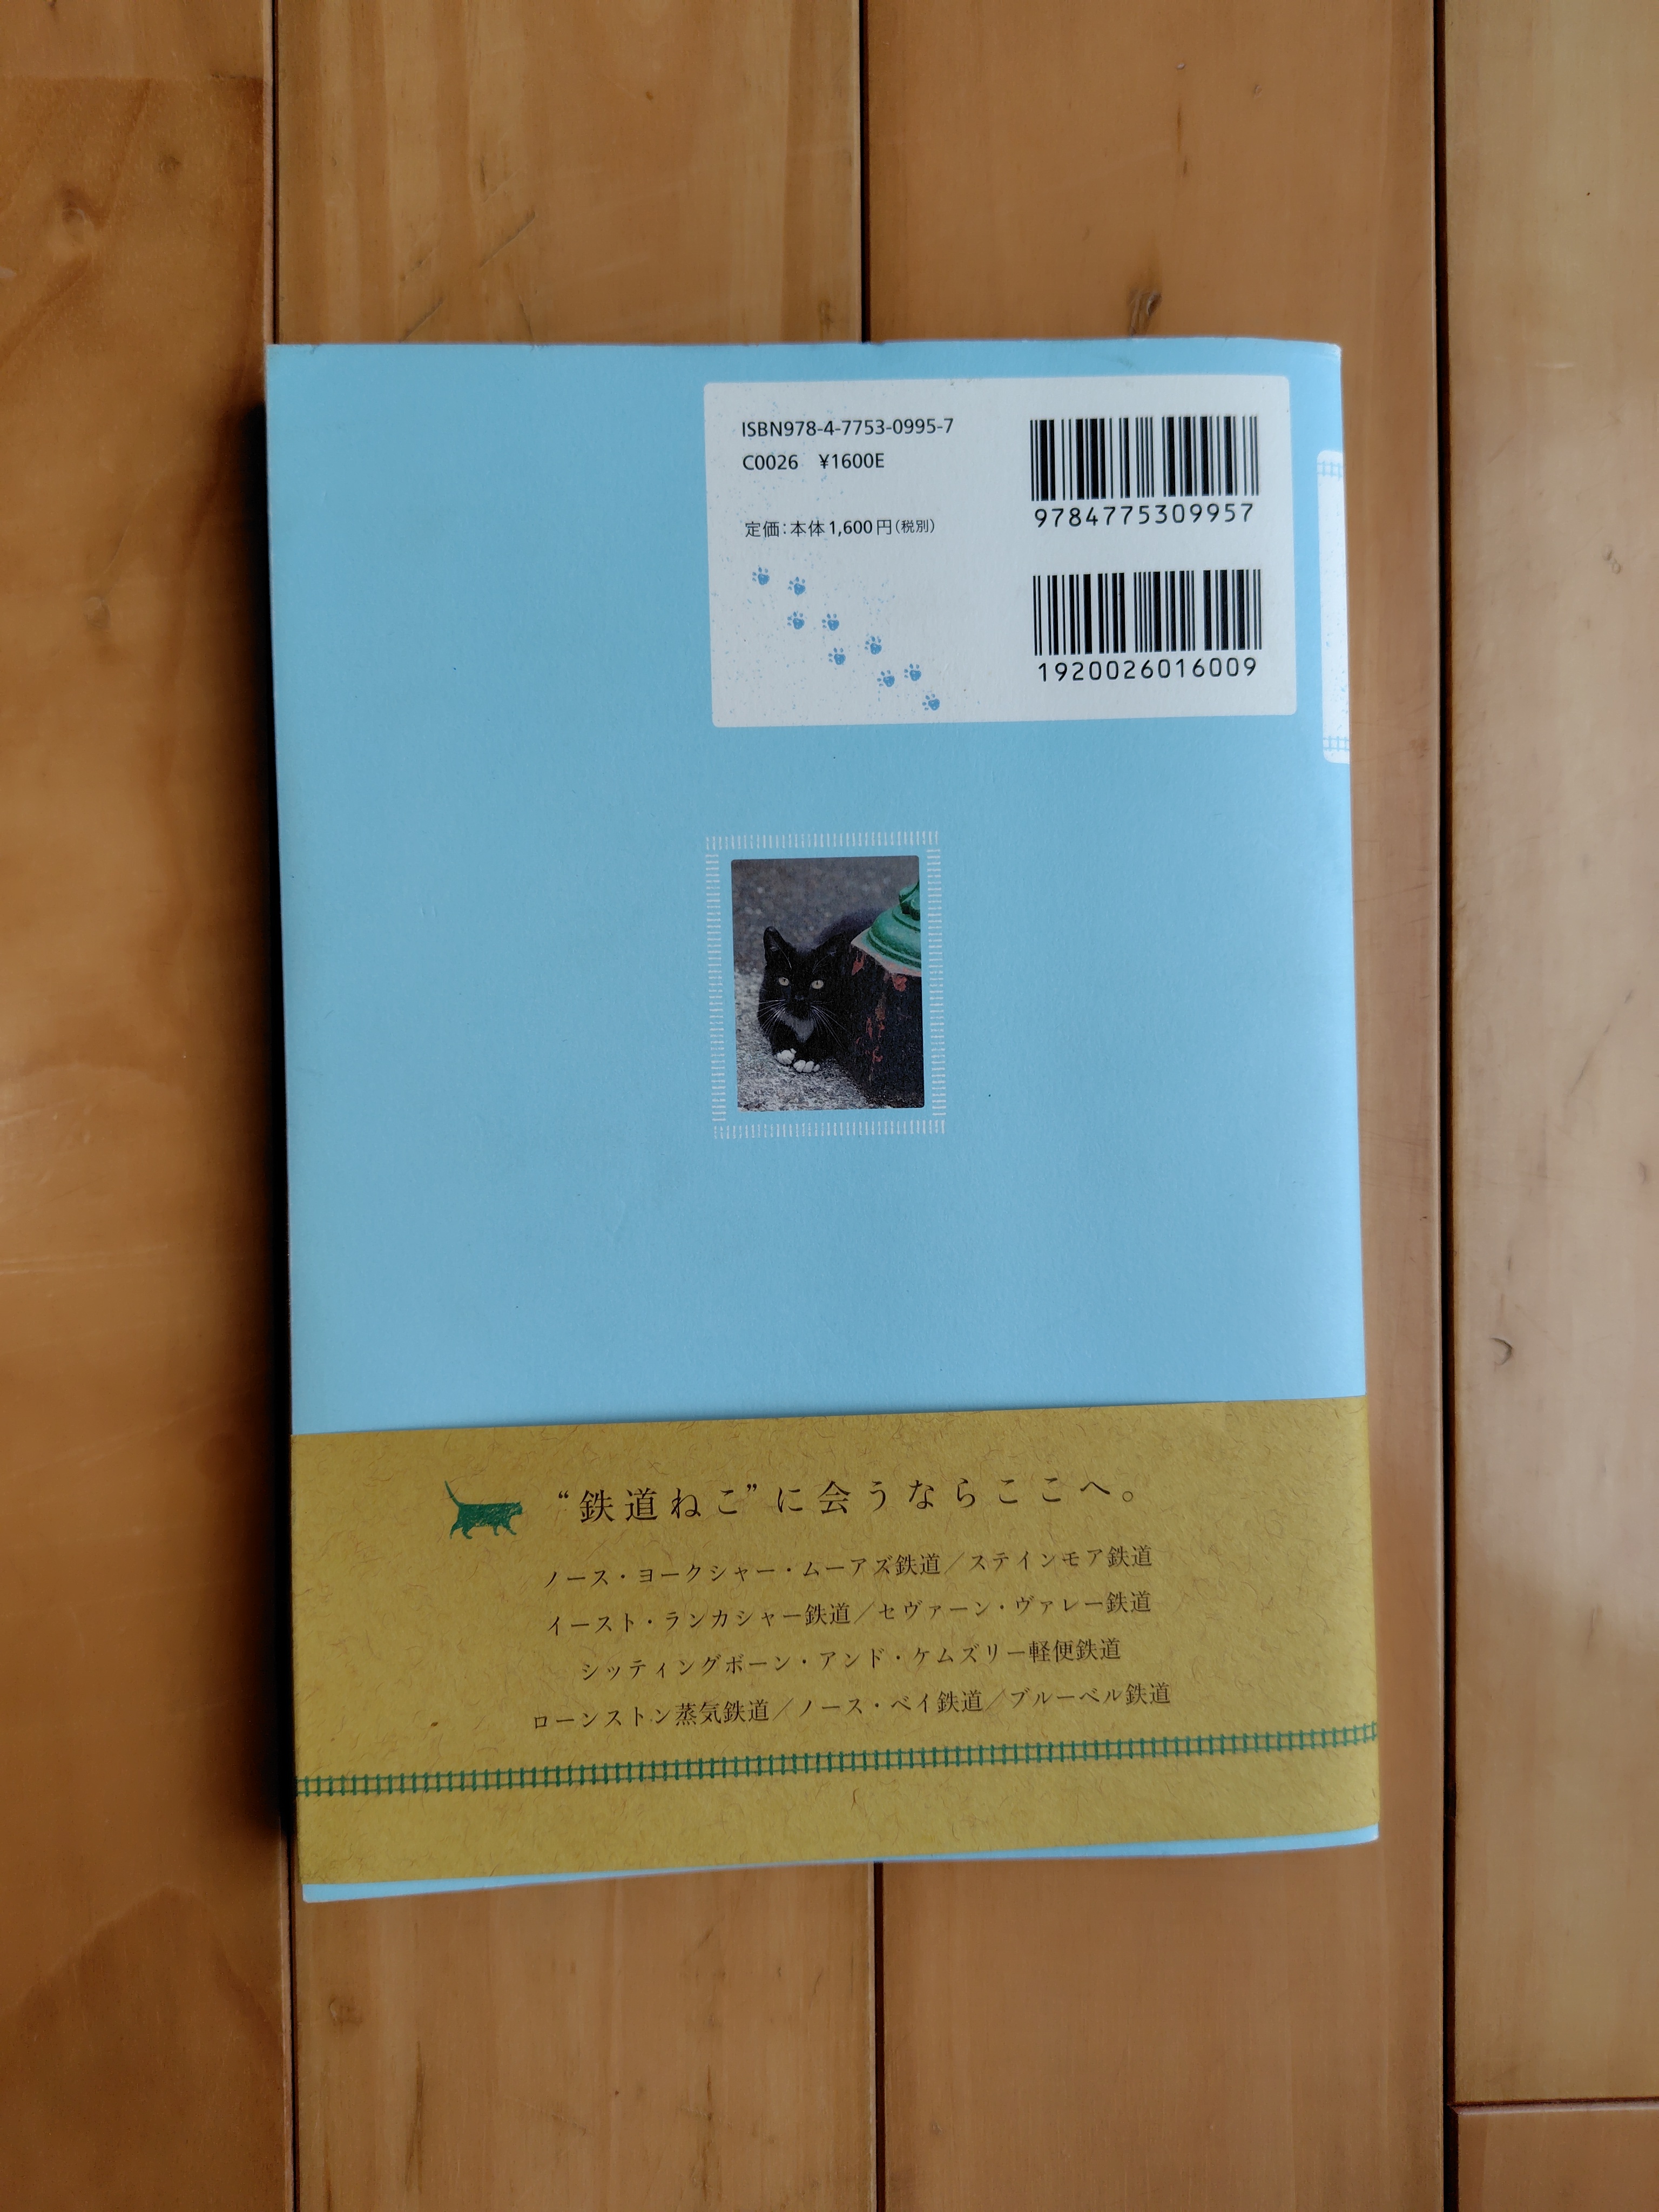 ISBN978-4-7753-0995-7
C0026 ¥1600E
定価:本体1,600円(税別)
9784775309957
1920026016009
“鉄道ねこ”に会うならここへ。
ノース・ヨークシャー・ムーアズ鉄道／ステインモア鉄道
イースト・ランカシャー鉄道／セヴァーン・ヴァレー鉄道
シッティングボーン・アンド・ケムズリー軽便鉄道
ローンストン蒸気鉄道／ノース・ベイ鉄道／ブルーベル鉄道